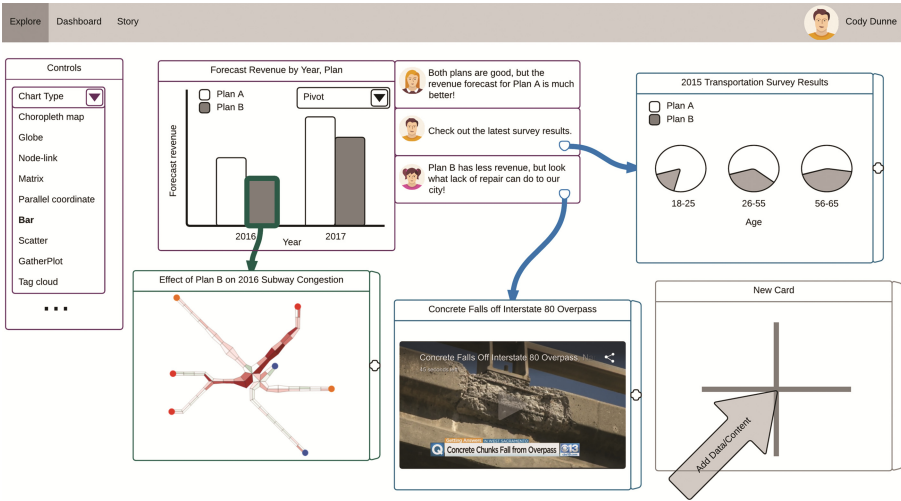 Explore
Dashboard
Story
Cody Dunne
Controls
Chart Type
Choropleth map
Globe
Node-link
Matrix
Parallel coordinate
Bar
Scatter
GatherPlot
Tag cloud
...
Forecast Revenue by Year, Plan
Plan A
Plan B
Pivot
Forecast revenue
2016
2017
Year
Both plans are good, but the
revenue forecast for Plan A is much
better!
Check out the latest survey results.
Plan B has less revenue, but look
what lack of repair can do to our
city!
2015 Transportation Survey Results
Plan A
Plan B
18-25
26-55
56-65
Age
Effect of Plan B on 2016 Subway Congestion
Concrete Falls off Interstate 80 Overpass
Concrete Falls Off Interstate 80 Overpass
Getting Answers
Concrete Chunks Fall from Overpass
13
New Card
Add Data/Content